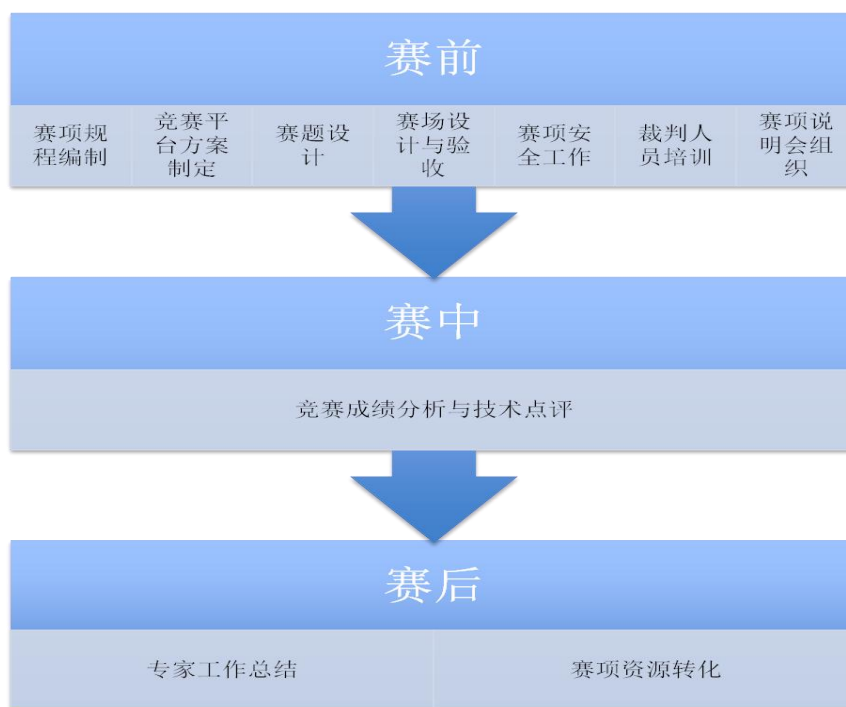 赛前
赛项规
程编制
竞赛平
台方案
制定
赛题设
计
赛场设
计与验
收
赛项安
全工作
裁判人
员培训
赛项说
明会组
织
赛中
竞赛成绩分析与技术点评
赛后
专家工作总结
赛项资源转化